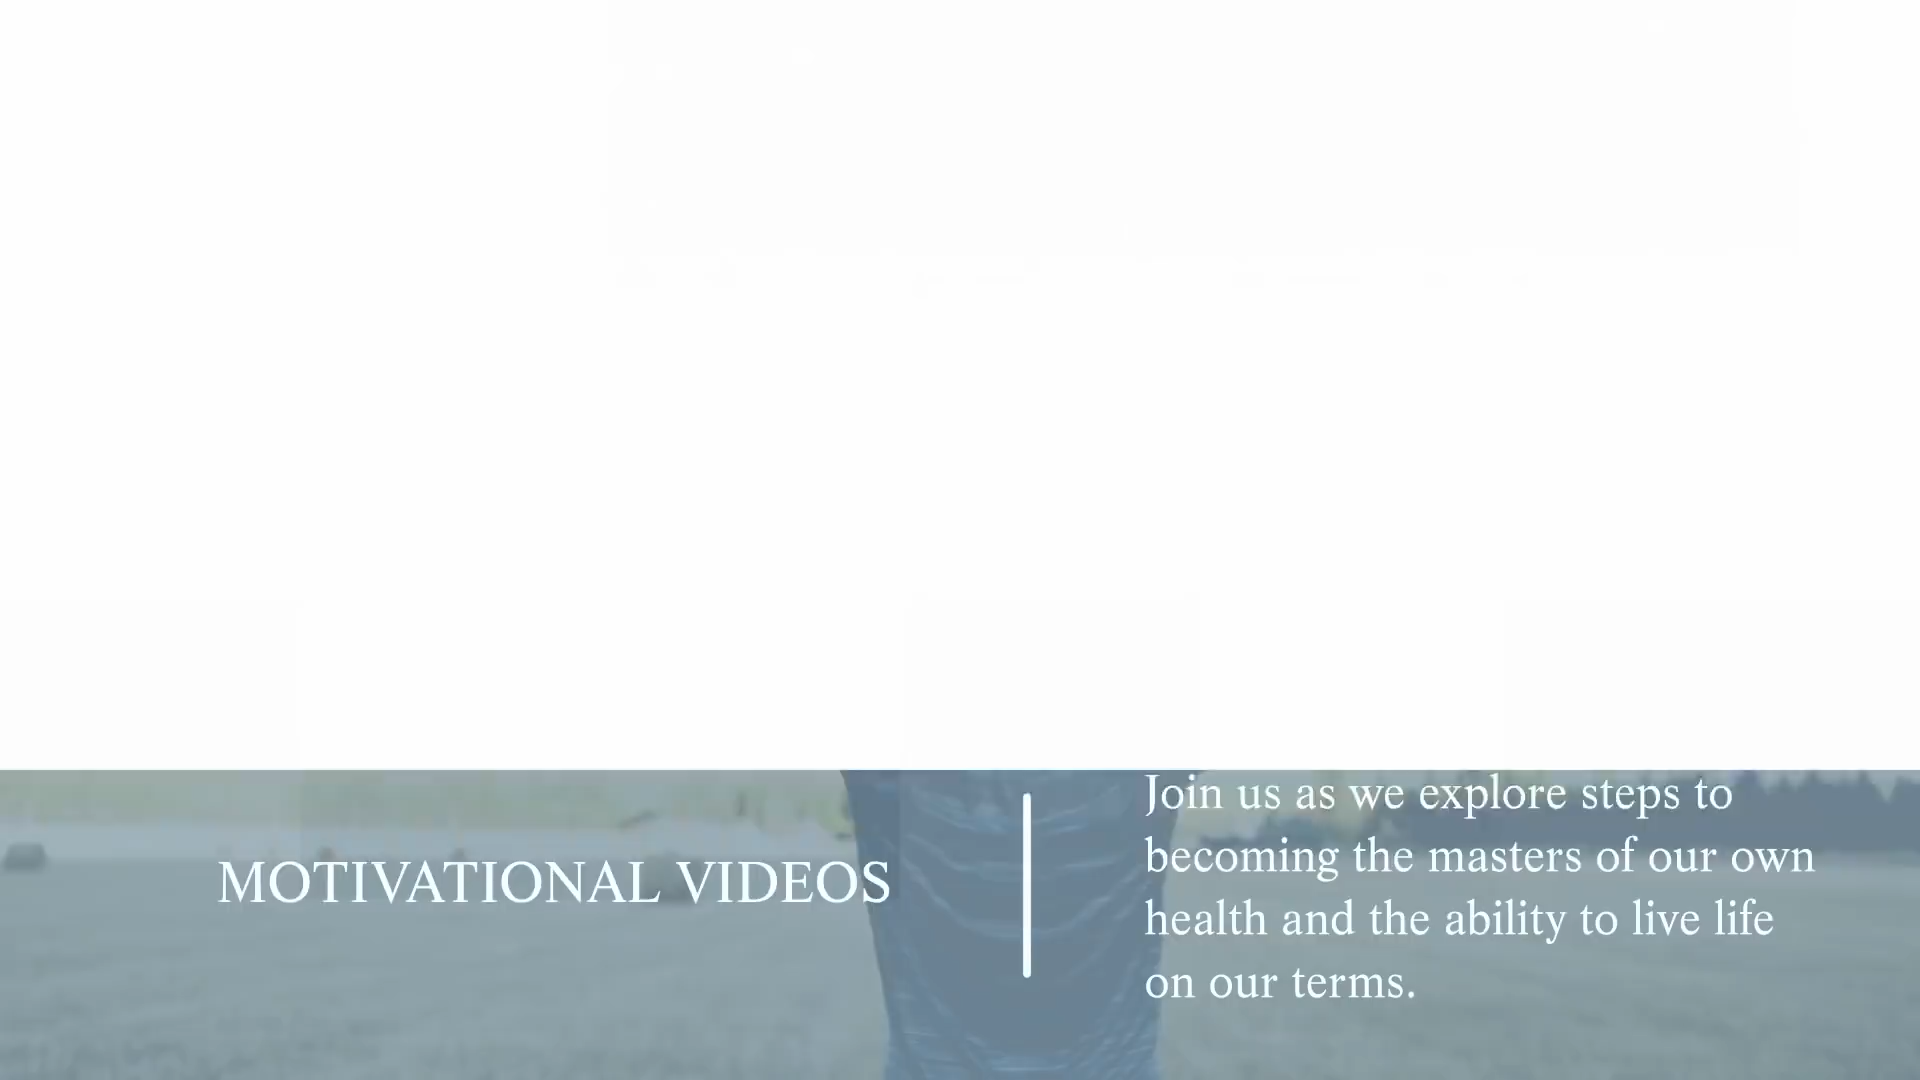 MOTIVATIONAL VIDEOS
Join us as we explore steps to
becoming the masters of our own
health and the ability to live life
on our terms.